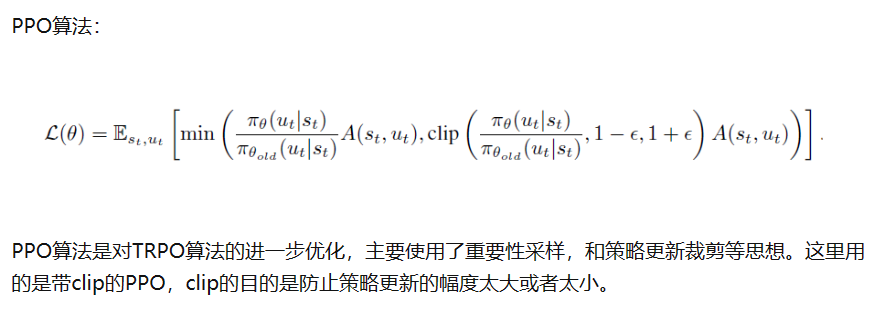 PPO算法：
$\mathcal{L}(\theta) = \mathbb{E}_{s_t,u_t}\left[\min\left(\frac{\pi_\theta(u_t|s_t)}{\pi_{\theta_{old}}(u_t|s_t)}A(s_t,u_t),\text{clip}\left(\frac{\pi_\theta(u_t|s_t)}{\pi_{\theta_{old}}(u_t|s_t)},1-\epsilon,1+\epsilon\right)A(s_t,u_t)\right)\right].$
PPO算法是对TRPO算法的进一步优化，主要使用了重要性采样，和策略更新裁剪等思想。这里用
的是带clip的PPO，clip的目的是防止策略更新的幅度太大或者太小。